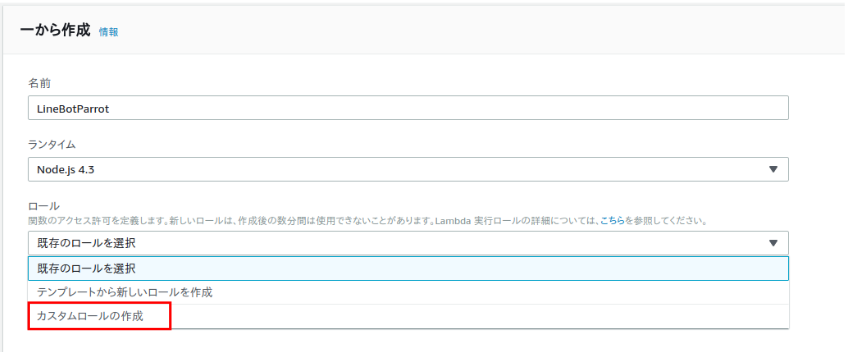 一から作成 情報
名前
LineBotParrot
ランタイム
Node.js 4.3
ロール
関数のアクセス許可を定義します。新しいロールは、作成後の数分間は使用できないことがあります。Lambda 実行ロールの詳細については、こちらを参照してください。
既存のロールを選択
既存のロールを選択
テンプレートから新しいロールを作成
カスタムロールの作成